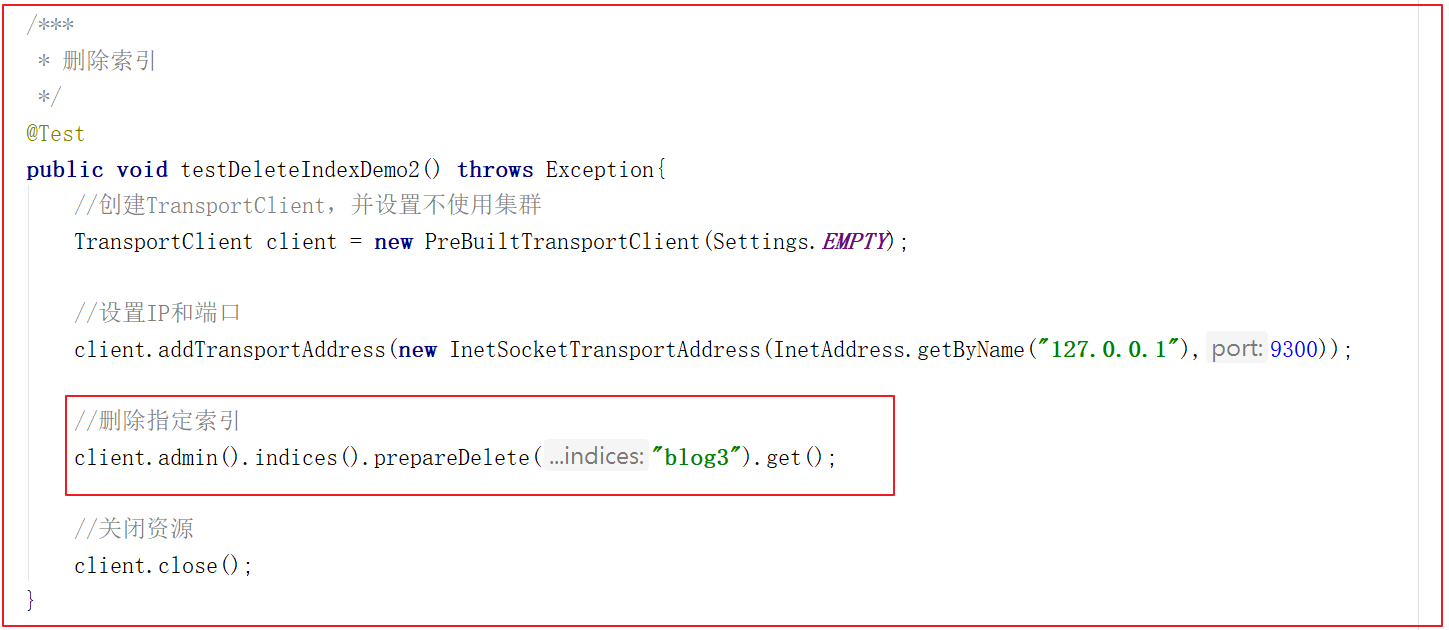 /***
 * 删除索引
 */
@Test
public void testDeleteIndexDemo2() throws Exception{
    //创建TransportClient，并设置不使用集群
    TransportClient client = new PreBuiltTransportClient(Settings.EMPTY);
    //设置IP和端口
    client.addTransportAddress(new InetSocketTransportAddress(InetAddress.getByName("127.0.0.1"), port: 9300));
    //删除指定索引
    client.admin().indices().prepareDelete( ...indices: "blog3").get();
    //关闭资源
    client.close();
}